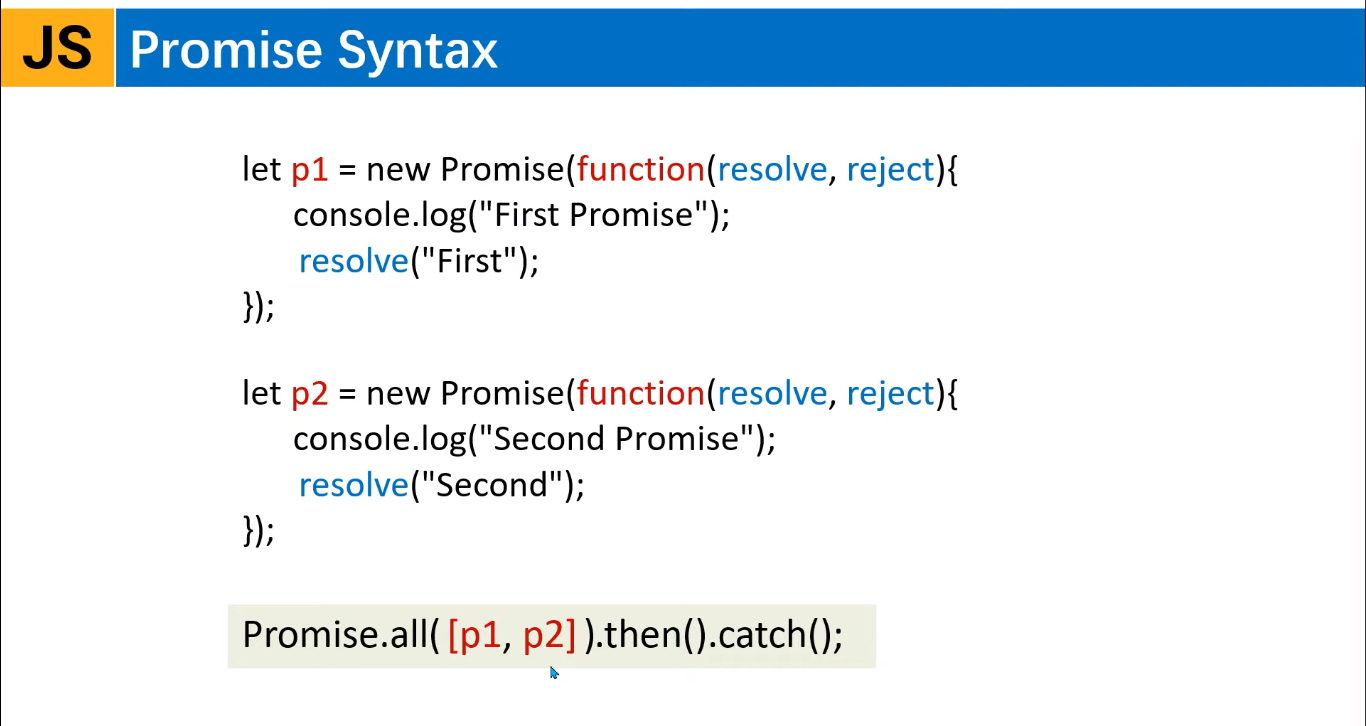 JS Promise Syntax
let p1 = new Promise(function(resolve, reject){
console.log("First Promise");
resolve("First");
});
let p2 = new Promise(function(resolve, reject){
console.log("Second Promise");
resolve("Second");
});
Promise.all( [p1, p2] ).then().catch();